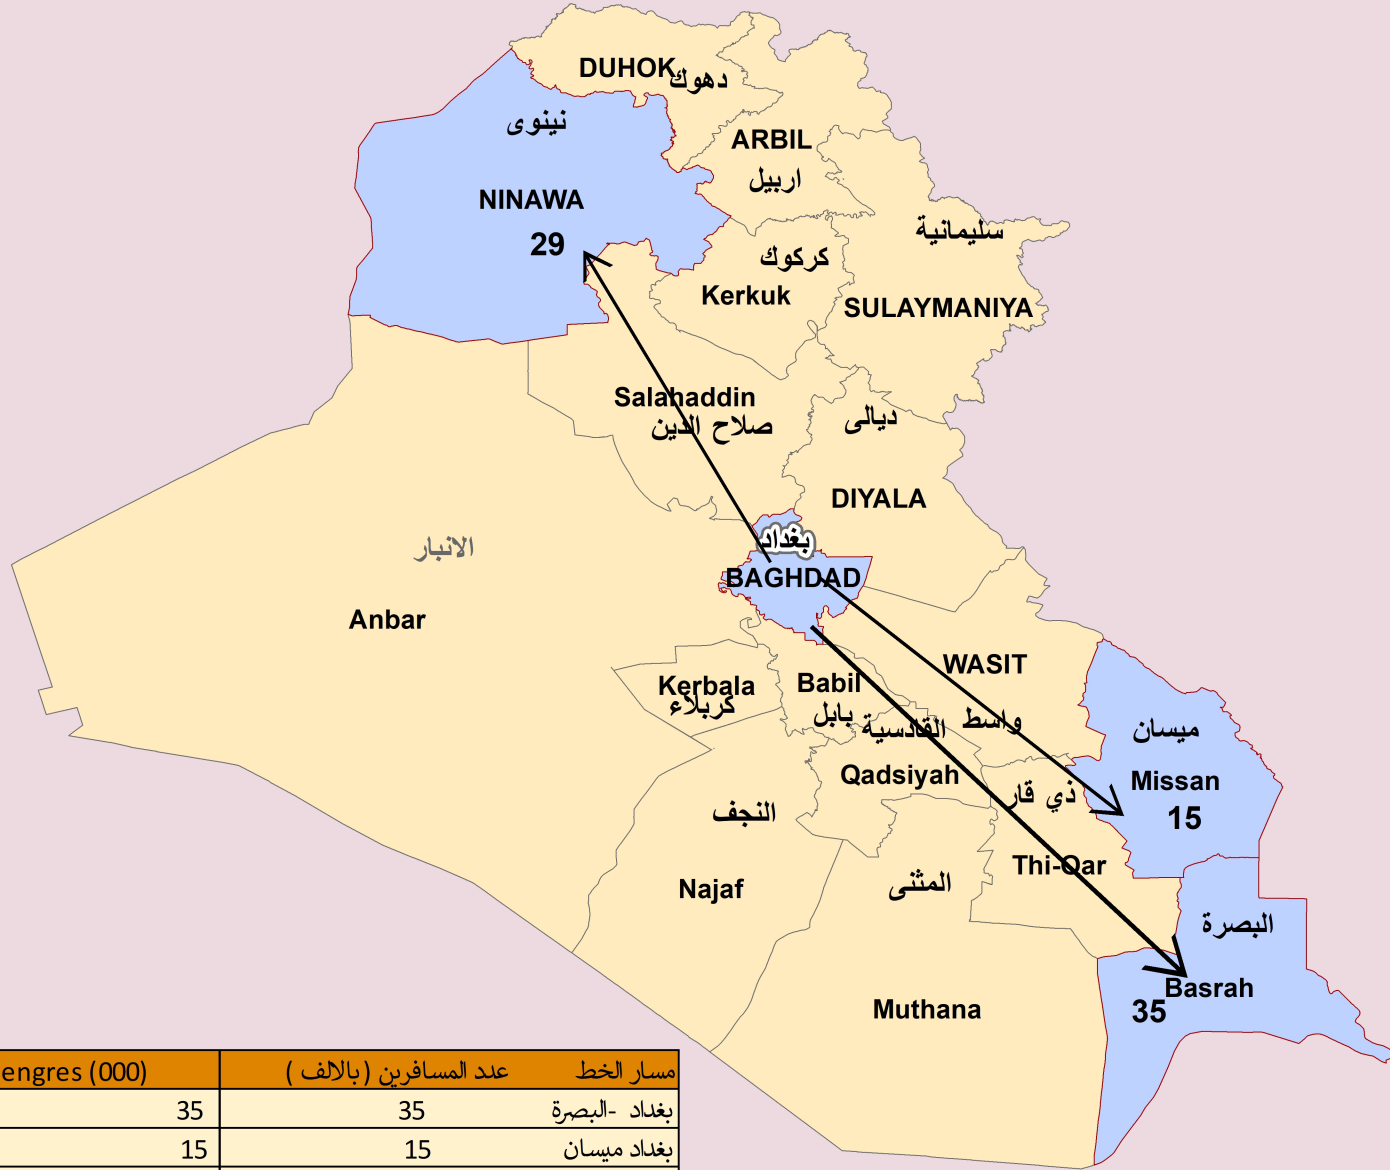 DUHOK
دهوك
نينوى
ARBIL
اربيل
NINAWA
29
سليمانية
كركوك
Kerkuk
SULAYMANIYA
Salahaddin
صلاح الدين
ديالى
DIYALA
بغداد
BAGHDAD
الانبار
Anbar
WASIT
واسط
Kerbala
كربلاء
Babil
بابل
القادسية
Qadsiyah
ميسان
Missan
15
ذي قار
Thi-Qar
النجف
Najaf
المثنى
Muthana
البصرة
Basrah
35
engres (000) عدد المسافرين (بالالف ) مسار الخط
35 35 بغداد -البصرة
15 15 بغداد ميسان